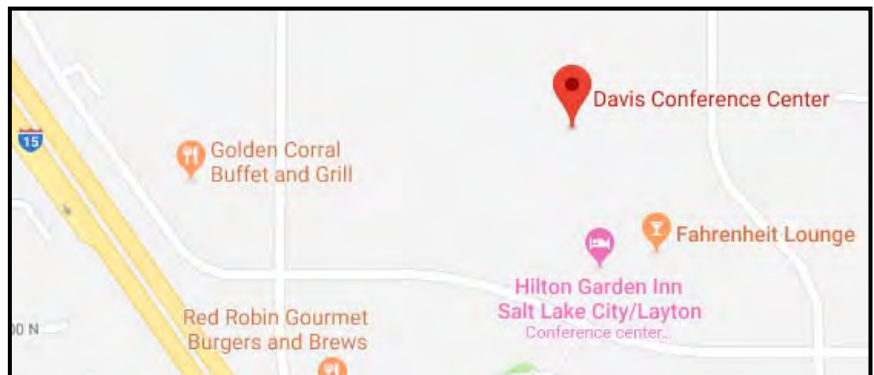 Davis Conference Center
15
Golden Corral
Buffet and Grill
Fahrenheit Lounge
Hilton Garden Inn
Salt Lake City/Layton
Conference center...
Red Robin Gourmet
Burgers and Brews
00 N